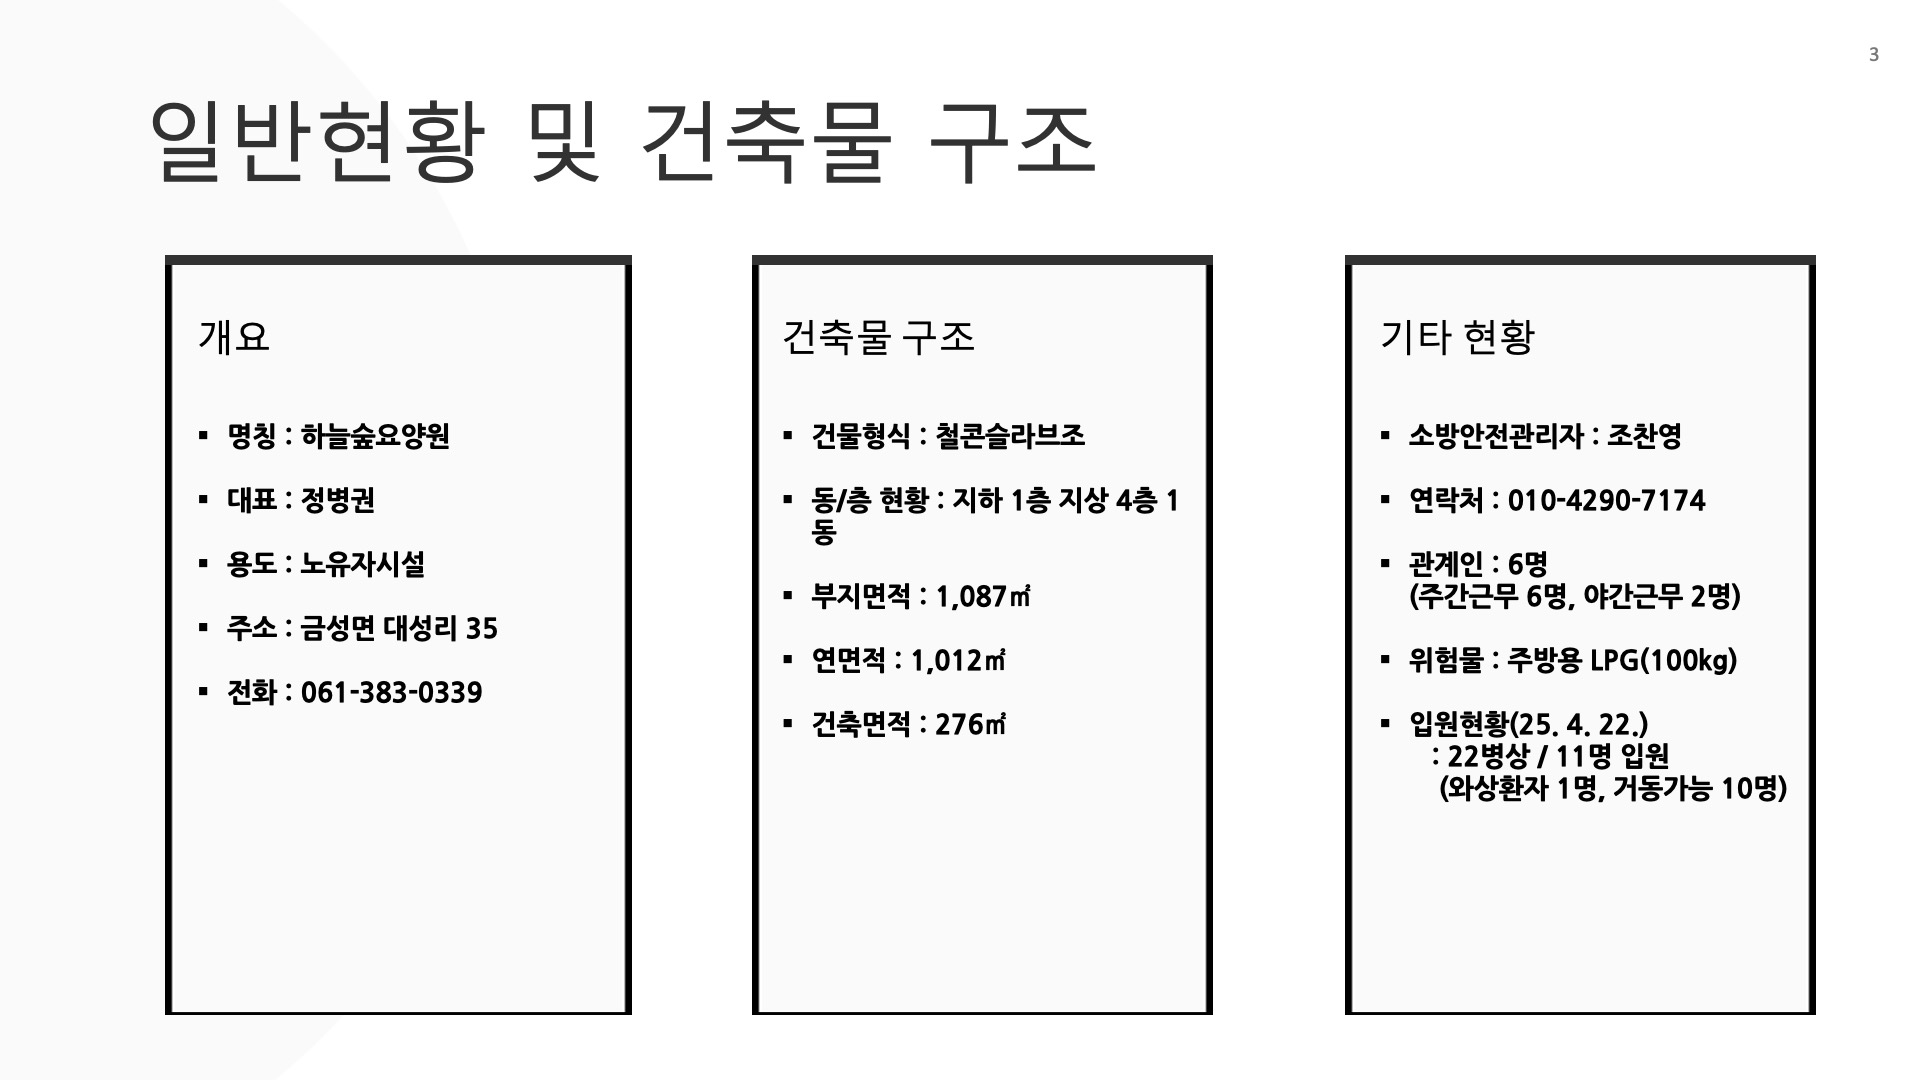 3
일반현황 및 건축물 구조
개요
▪ 명칭 : 하늘숲요양원
▪ 대표 : 정병권
▪ 용도 : 노유자시설
▪ 주소 : 금성면 대성리 35
▪ 전화 : 061-383-0339
건축물 구조
▪ 건물형식 : 철콘슬라브조
▪ 동/층 현황 : 지하 1층 지상 4층 1
동
▪ 부지면적 : 1,087㎡
▪ 연면적 : 1,012㎡
▪ 건축면적 : 276㎡
기타 현황
▪ 소방안전관리자 : 조찬영
▪ 연락처 : 010-4290-7174
▪ 관계인 : 6명
(주간근무 6명, 야간근무 2명)
▪ 위험물 : 주방용 LPG(100kg)
▪ 입원현황(25. 4. 22.)
: 22병상 / 11명 입원
(와상환자 1명, 거동가능 10명)